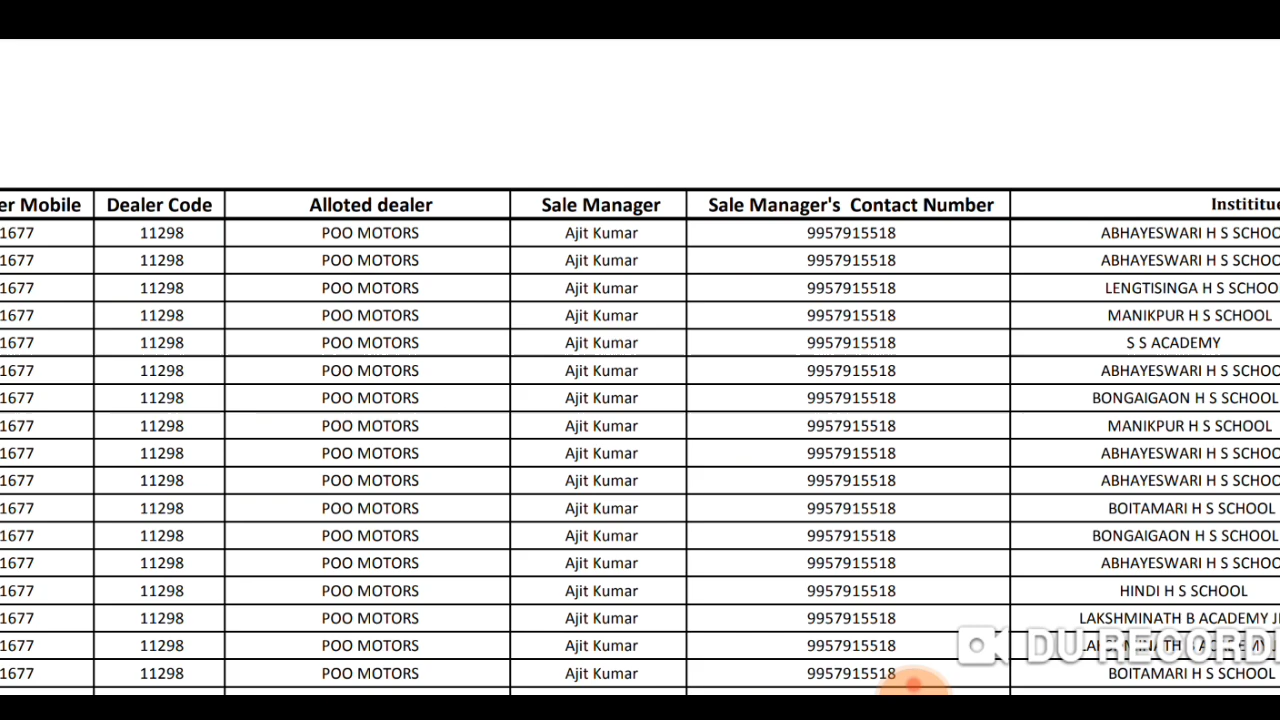 er Mobile Dealer Code Alloted dealer Sale Manager Sale Manager's Contact Number Instititu
1677 11298 POO MOTORS Ajit Kumar 9957915518 ABHAYESWARI H S SCHOO
1677 11298 POO MOTORS Ajit Kumar 9957915518 ABHAYESWARI H S SCHOO
1677 11298 POO MOTORS Ajit Kumar 9957915518 LENGTISINGA H S SCHOOL
1677 11298 POO MOTORS Ajit Kumar 9957915518 MANIKPUR H S SCHOOL
1677 11298 POO MOTORS Ajit Kumar 9957915518 S S ACADEMY
1677 11298 POO MOTORS Ajit Kumar 9957915518 ABHAYESWARI H S SCHOO
1677 11298 POO MOTORS Ajit Kumar 9957915518 BONGAIGAON H S SCHOOL
1677 11298 POO MOTORS Ajit Kumar 9957915518 MANIKPUR H S SCHOOL
1677 11298 POO MOTORS Ajit Kumar 9957915518 ABHAYESWARI H S SCHOO
1677 11298 POO MOTORS Ajit Kumar 9957915518 ABHAYESWARI H S SCHOO
1677 11298 POO MOTORS Ajit Kumar 9957915518 BOITAMARI H S SCHOOL
1677 11298 POO MOTORS Ajit Kumar 9957915518 BONGAIGAON H S SCHOOL
1677 11298 POO MOTORS Ajit Kumar 9957915518 ABHAYESWARI H S SCHOO
1677 11298 POO MOTORS Ajit Kumar 9957915518 HINDI H S SCHOOL
1677 11298 POO MOTORS Ajit Kumar 9957915518 LAKSHMINATH B ACADEMY
1677 11298 POO MOTORS Ajit Kumar 9957915518 LAKSHMINATH B ACADEMY
1677 11298 POO MOTORS Ajit Kumar 9957915518 BOITAMARI H S SCHOOL
DU RECORD